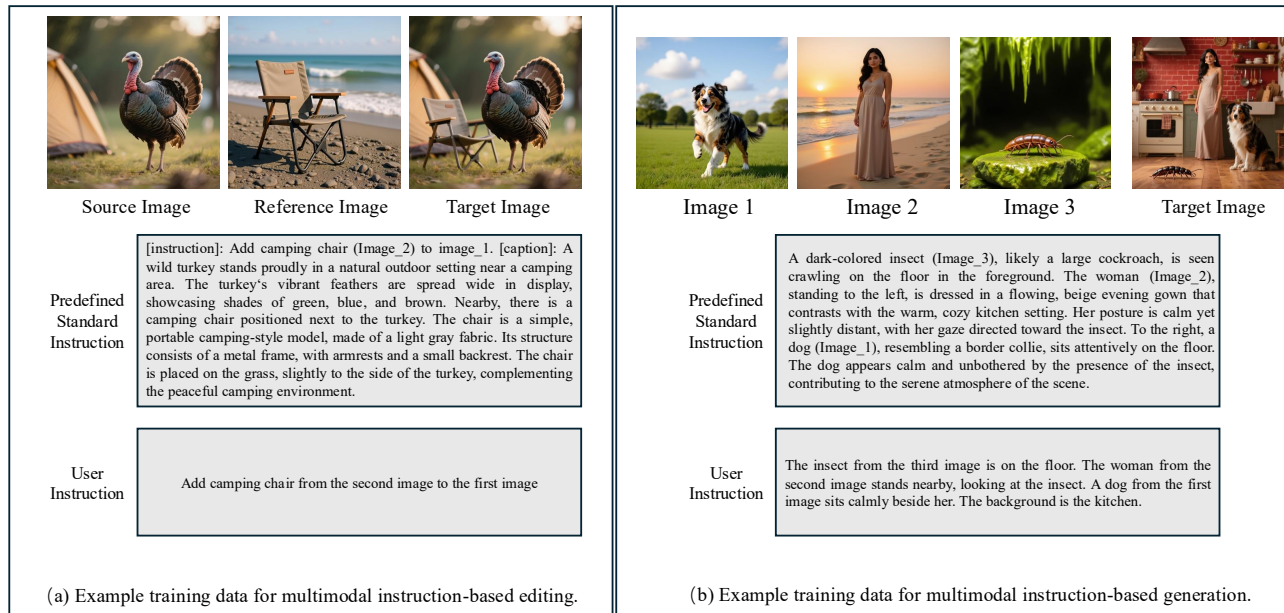 Source Image
Reference Image
Target Image
Predefined
Standard
Instruction
[instruction]: Add camping chair (Image_2) to image_1. [caption]: A
wild turkey stands proudly in a natural outdoor setting near a camping
area. The turkey‘s vibrant feathers are spread wide in display,
showcasing shades of green, blue, and brown. Nearby, there is a
camping chair positioned next to the turkey. The chair is a simple,
portable camping-style model, made of a light gray fabric. Its structure
consists of a metal frame, with armrests and a small backrest. The chair
is placed on the grass, slightly to the side of the turkey, complementing
the peaceful camping environment.
User
Instruction
Add camping chair from the second image to the first image
(a) Example training data for multimodal instruction-based editing.
Image 1
Image 2
Image 3
Target Image
Predefined
Standard
Instruction
A dark-colored insect (Image_3), likely a large cockroach, is seen
crawling on the floor in the foreground. The woman (Image_2),
standing to the left, is dressed in a flowing, beige evening gown that
contrasts with the warm, cozy kitchen setting. Her posture is calm yet
slightly distant, with her gaze directed toward the insect. To the right, a
dog (Image_1), resembling a border collie, sits attentively on the floor.
The dog appears calm and unbothered by the presence of the insect,
contributing to the serene atmosphere of the scene.
User
Instruction
The insect from the third image is on the floor. The woman from the
second image stands nearby, looking at the insect. A dog from the first
image sits calmly beside her. The background is the kitchen.
(b) Example training data for multimodal instruction-based generation.